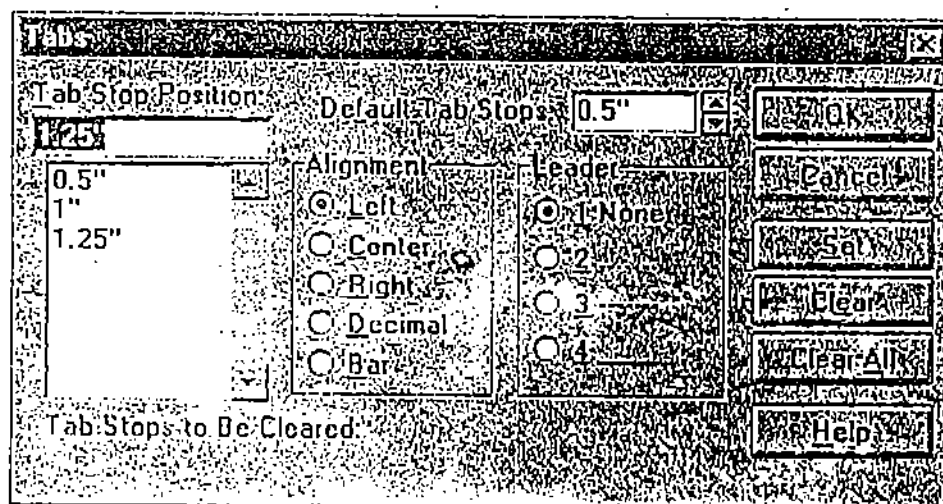 Tabs
Tab Stop Position:
1.25
0.5"
1"
1.25"
Default Tab Stops: 0.5"
Alignment
Left
Center
Right
Decimal
Bar
Leader
1 None
2
3 -------
4 ____
OK
Cancel
Set
Clear
Clear All
Help
Tab Stops to Be Cleared: